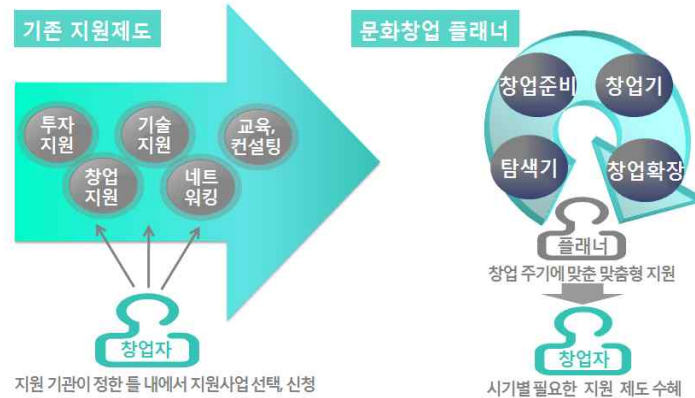 기존 지원제도
투자
지원
기술
지원
교육,
컨설팅
창업
지원
네트
워킹
창업자
지원 기관이 정한 틀 내에서 지원사업 선택, 신청
문화창업 플래너
창업준비
창업기
탐색기
창업확장
플래너
창업 주기에 맞춘 맞춤형 지원
창업자
시기별 필요한 지원 제도 수혜